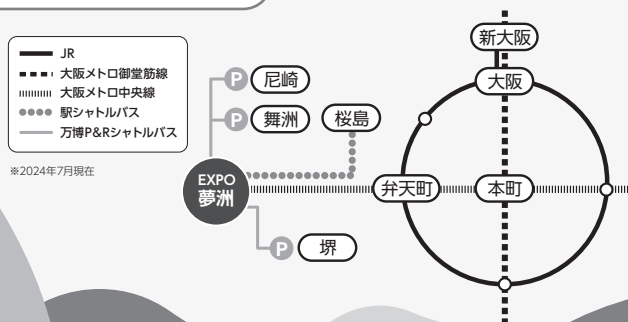 新大阪
JR
大阪メトロ御堂筋線
大阪メトロ中央線
駅シャトルバス
万博P&Rシャトルバス
※2024年7月現在
P 尼崎
大阪
P 舞洲
桜島
EXPO
夢洲
弁天町
本町
P 堺